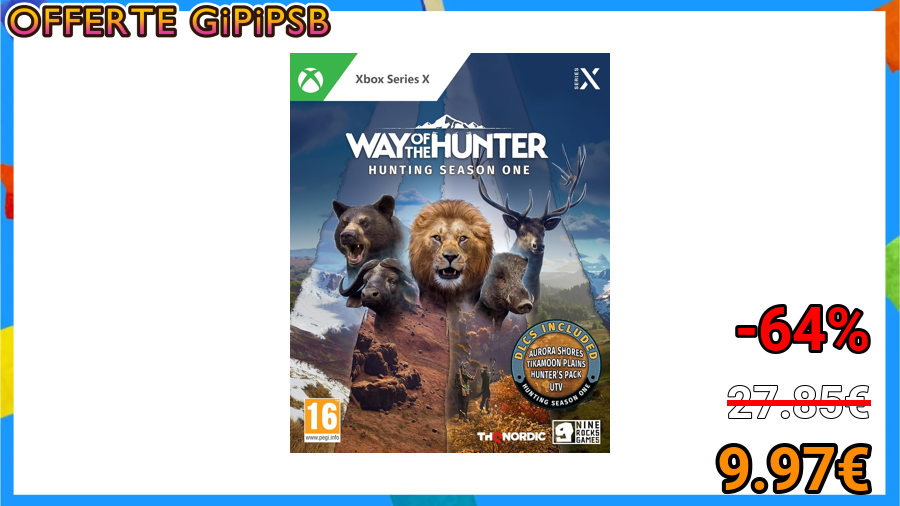 OFFERTE GiPiPSB
Xbox Series X
SERIES X
WAY OF THE HUNTER
HUNTING SEASON ONE
DLCS INCLUDED
AURORA SHORES
TIKAMOON PLAINS
HUNTER'S PACK
UTV
HUNTING SEASON ONE
16
www.pegi.info
THQ NORDIC
NINE
ROCKS
GAMES
-64%
27.85€
9.97€